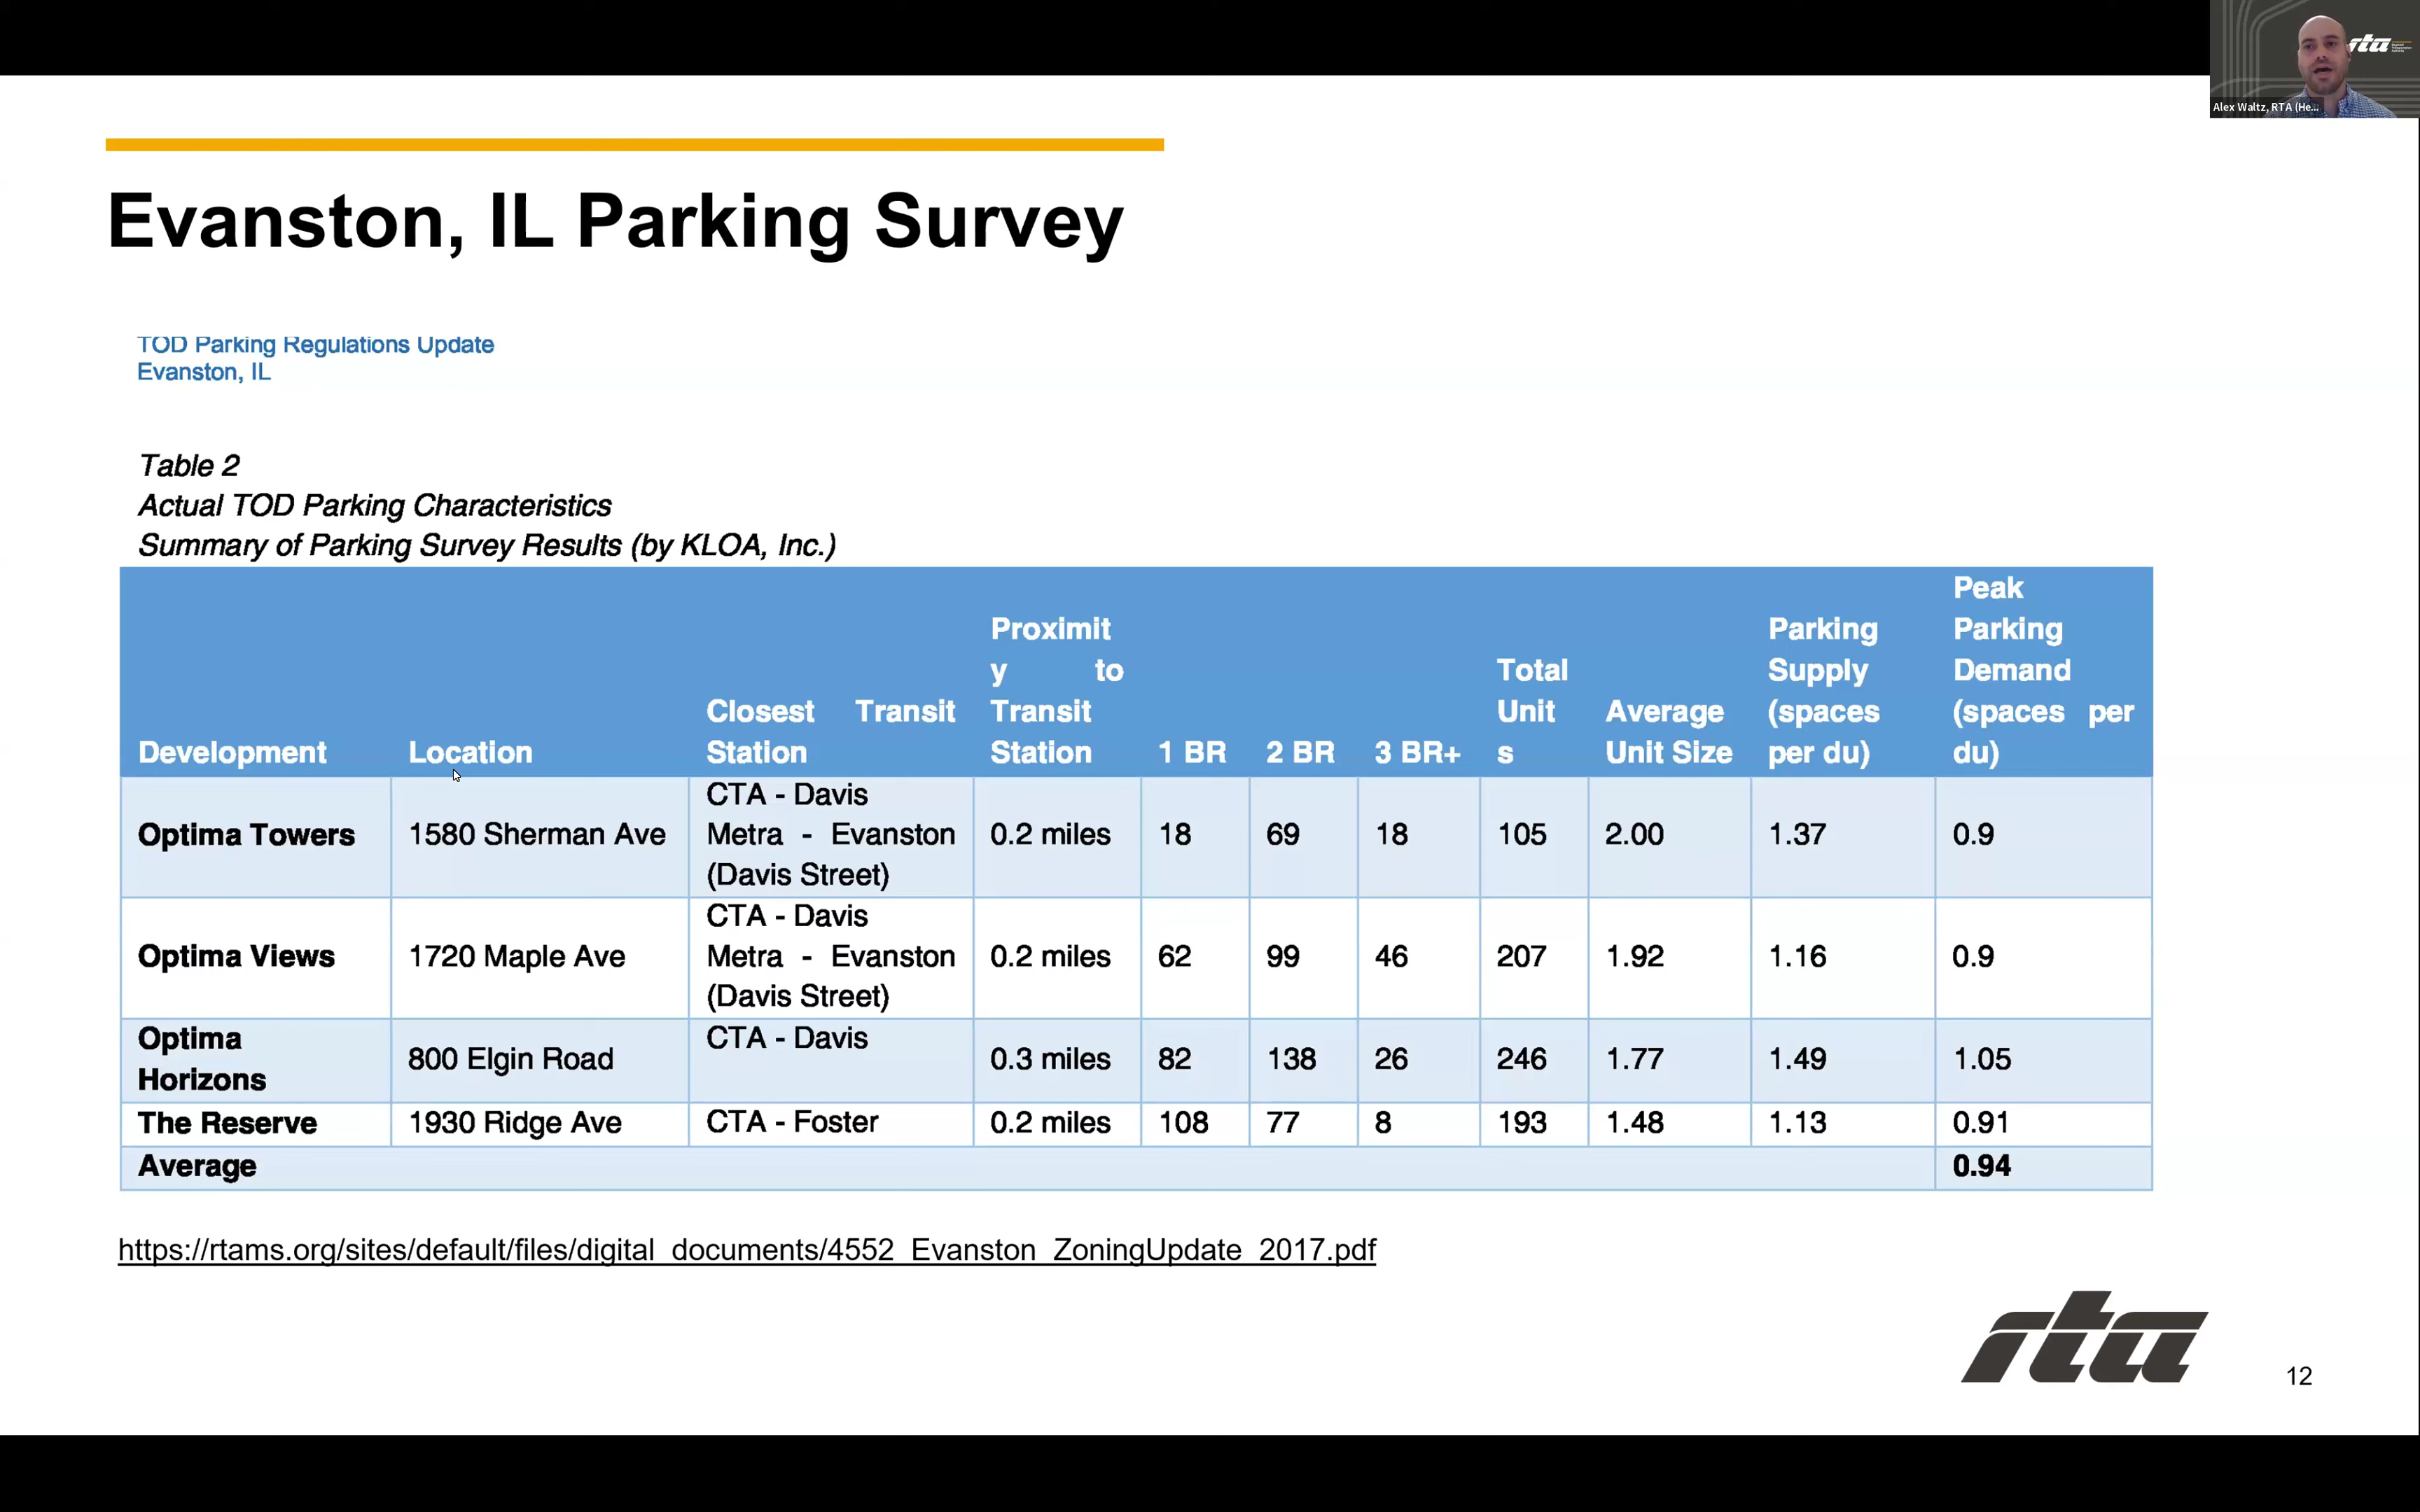 rta
Alex Waltz, RTA (He...
Evanston, IL Parking Survey
TOD Parking Regulations Update
Evanston, IL
Table 2
Actual TOD Parking Characteristics
Summary of Parking Survey Results (by KLOA, Inc.)
Development Location Closest Transit Station Proximity to Transit Station 1 BR 2 BR 3 BR+ Total Units Average Unit Size Parking Supply (spaces per du) Peak Parking Demand (spaces per du)
Optima Towers 1580 Sherman Ave CTA - Davis Metra - Evanston (Davis Street) 0.2 miles 18 69 18 105 2.00 1.37 0.9
Optima Views 1720 Maple Ave CTA - Davis Metra - Evanston (Davis Street) 0.2 miles 62 99 46 207 1.92 1.16 0.9
Optima Horizons 800 Elgin Road CTA - Davis 0.3 miles 82 138 26 246 1.77 1.49 1.05
The Reserve 1930 Ridge Ave CTA - Foster 0.2 miles 108 77 8 193 1.48 1.13 0.91
Average 0.94
https://rtams.org/sites/default/files/digital_documents/4552_Evanston_ZoningUpdate_2017.pdf
rta
12